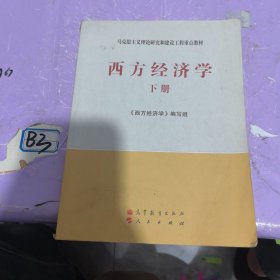 马克思主义理论研究和建设工程重点教材
西方经济学
下册
《西方经济学》编写组
高等教育出版社
人民出版社
B3